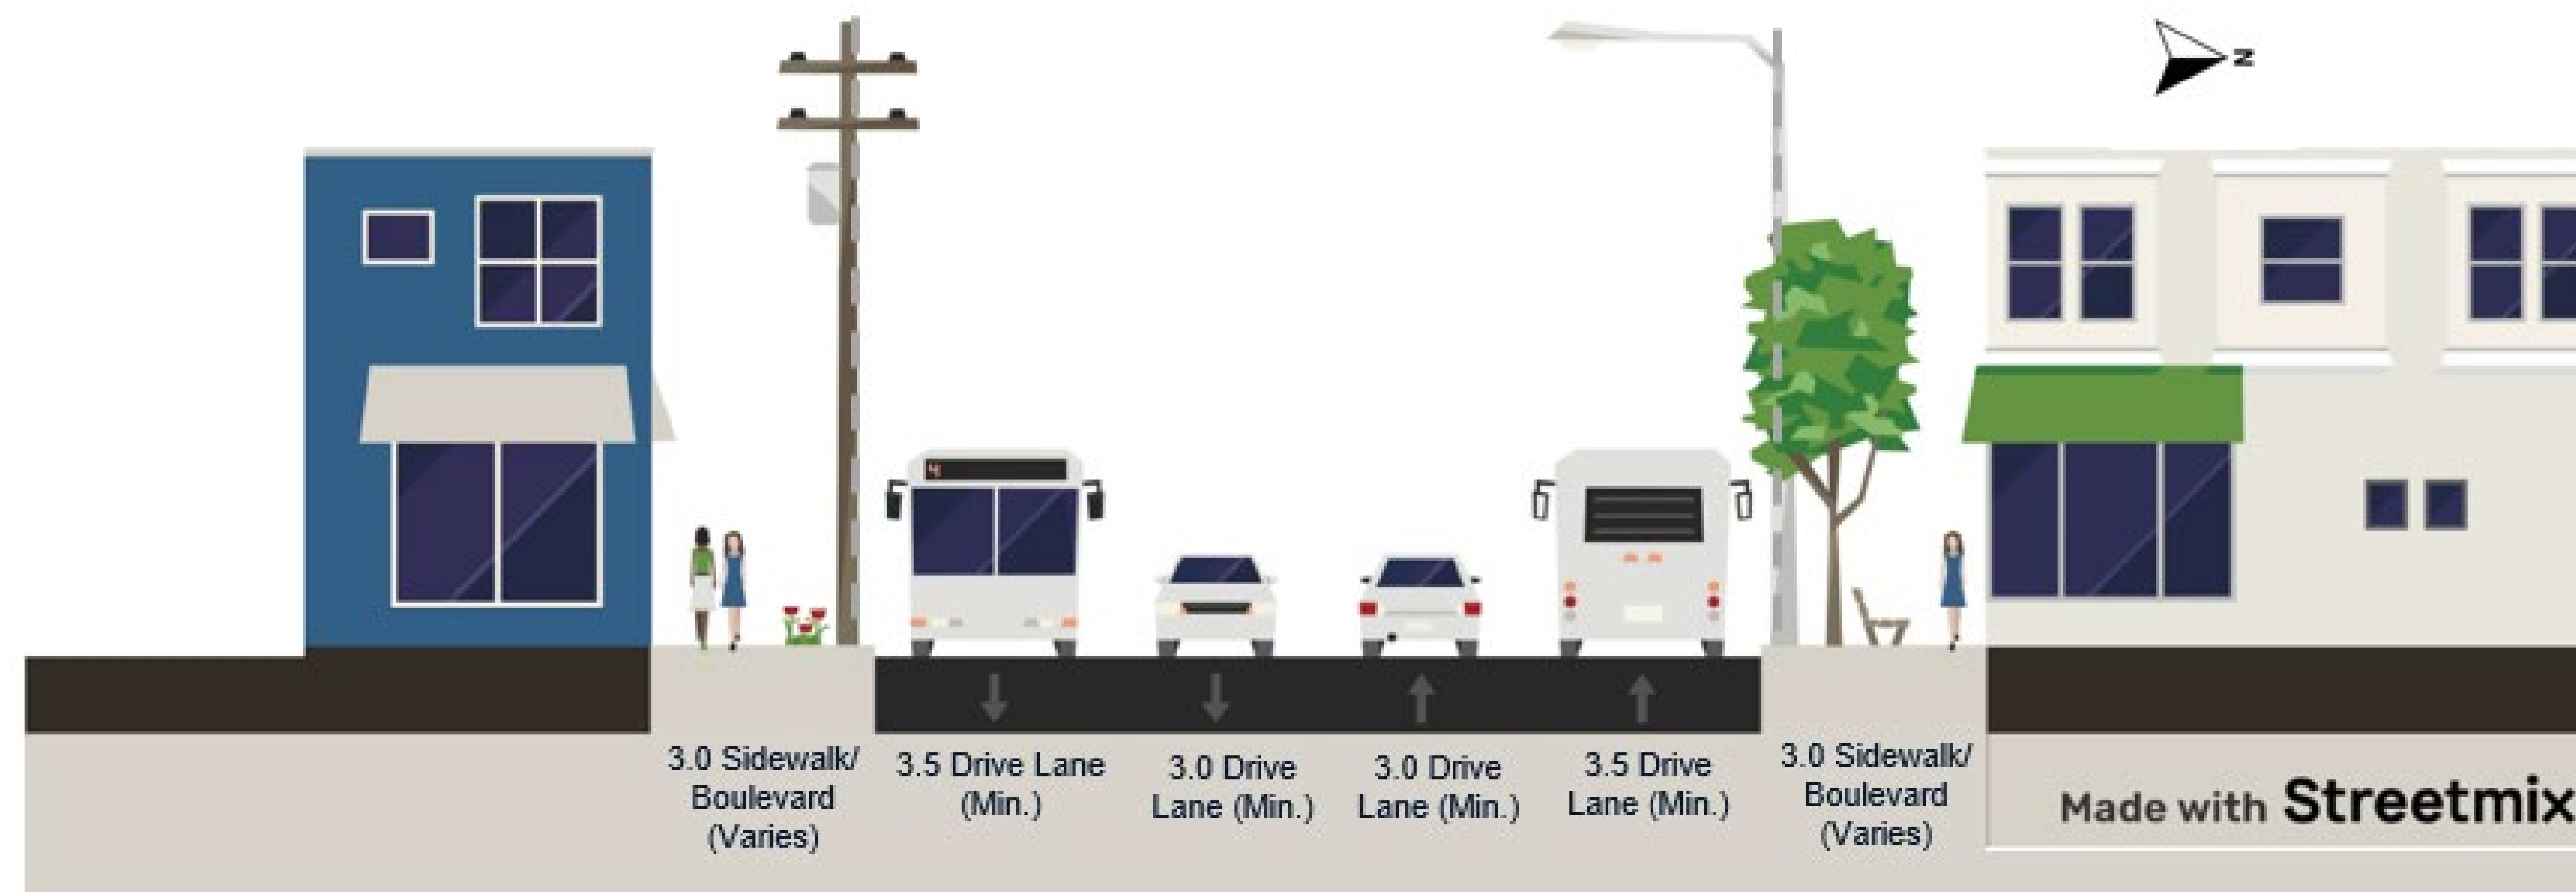 N
4
3.0 Sidewalk/
Boulevard
(Varies)
3.5 Drive Lane
(Min.)
3.0 Drive
Lane (Min.)
3.0 Drive
Lane (Min.)
3.5 Drive
Lane (Min.)
3.0 Sidewalk/
Boulevard
(Varies)
Made with Streetmix